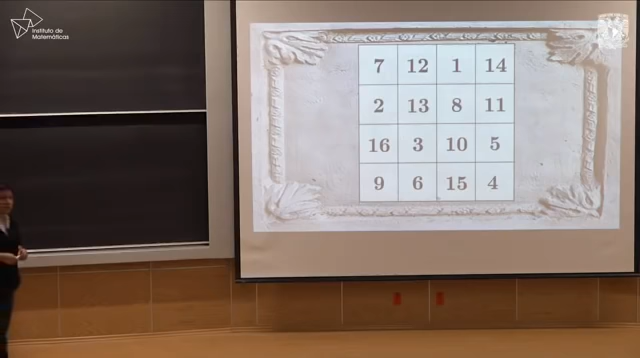 Instituto de
Matemáticas
7 12 1 14
2 13 8 11
16 3 10 5
9 6 15 4